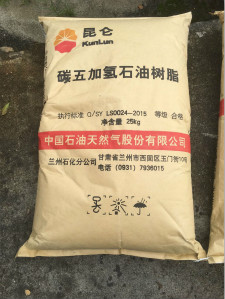 昆仑
KunLun
碳五加氢石油树脂
执行标准 Q/SY LS0024-2015 等级 合格
净含量 25kg
中国石油天然气股份有限公司
兰州石化分公司 甘肃省兰州市西固区玉门街10号
电话 (0931) 7936015